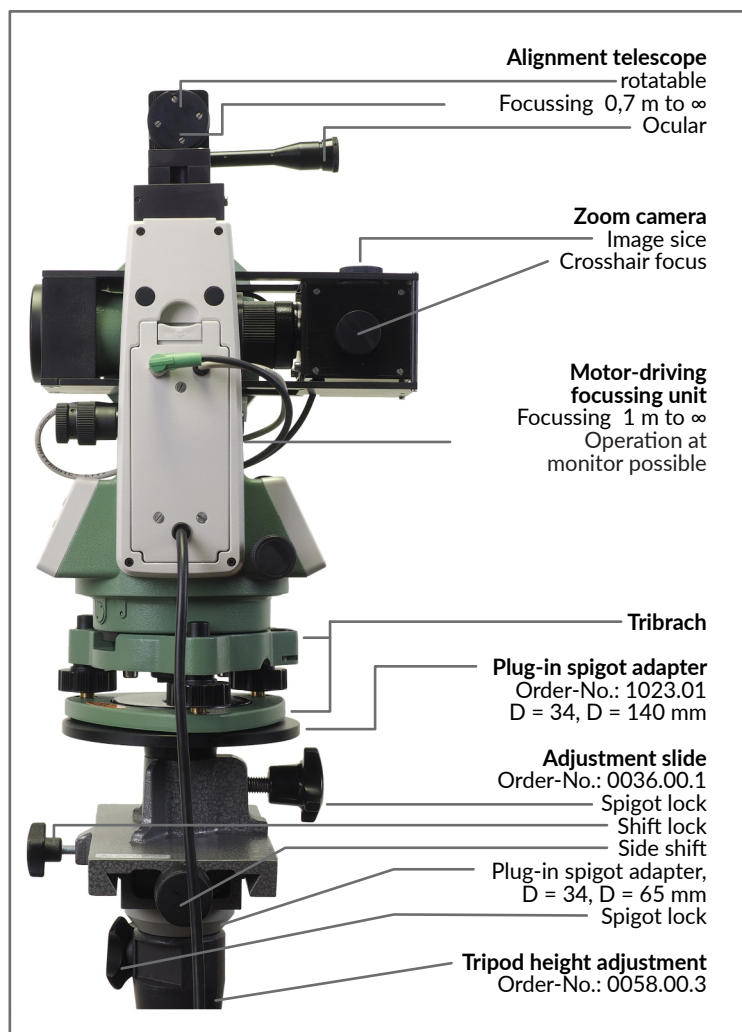 Alignment telescope
rotatable
Focussing 0,7 m to ∞
Ocular
Zoom camera
Image sice
Crosshair focus
Motor-driving
focussing unit
Focussing 1 m to ∞
Operation at
monitor possible
Tribrach
Plug-in spigot adapter
Order-No.: 1023.01
D = 34, D = 140 mm
Adjustment slide
Order-No.: 0036.00.1
Spigot lock
Shift lock
Side shift
Plug-in spigot adapter,
D = 34, D = 65 mm
Spigot lock
Tripod height adjustment
Order-No.: 0058.00.3